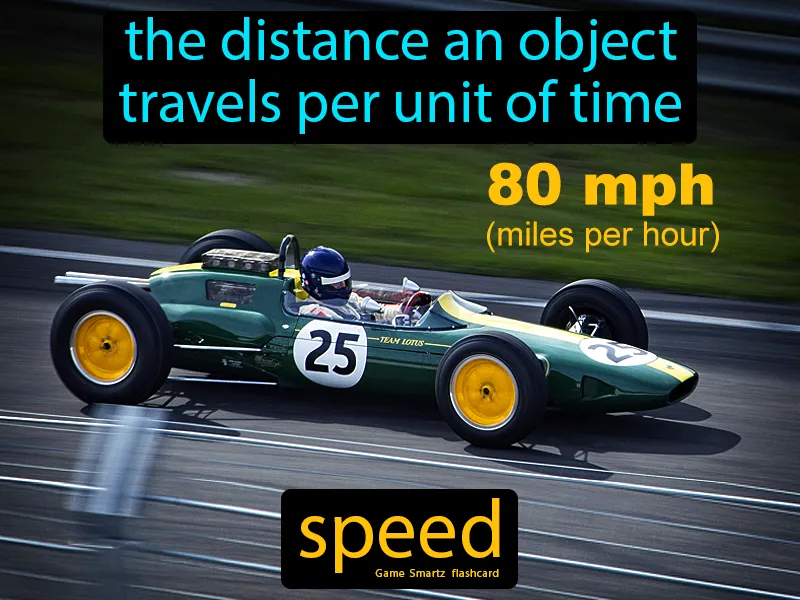 the distance an object
travels per unit of time
80 mph
(miles per hour)
25
TEAM LOTUS
25
speed
Game Smartz flashcard